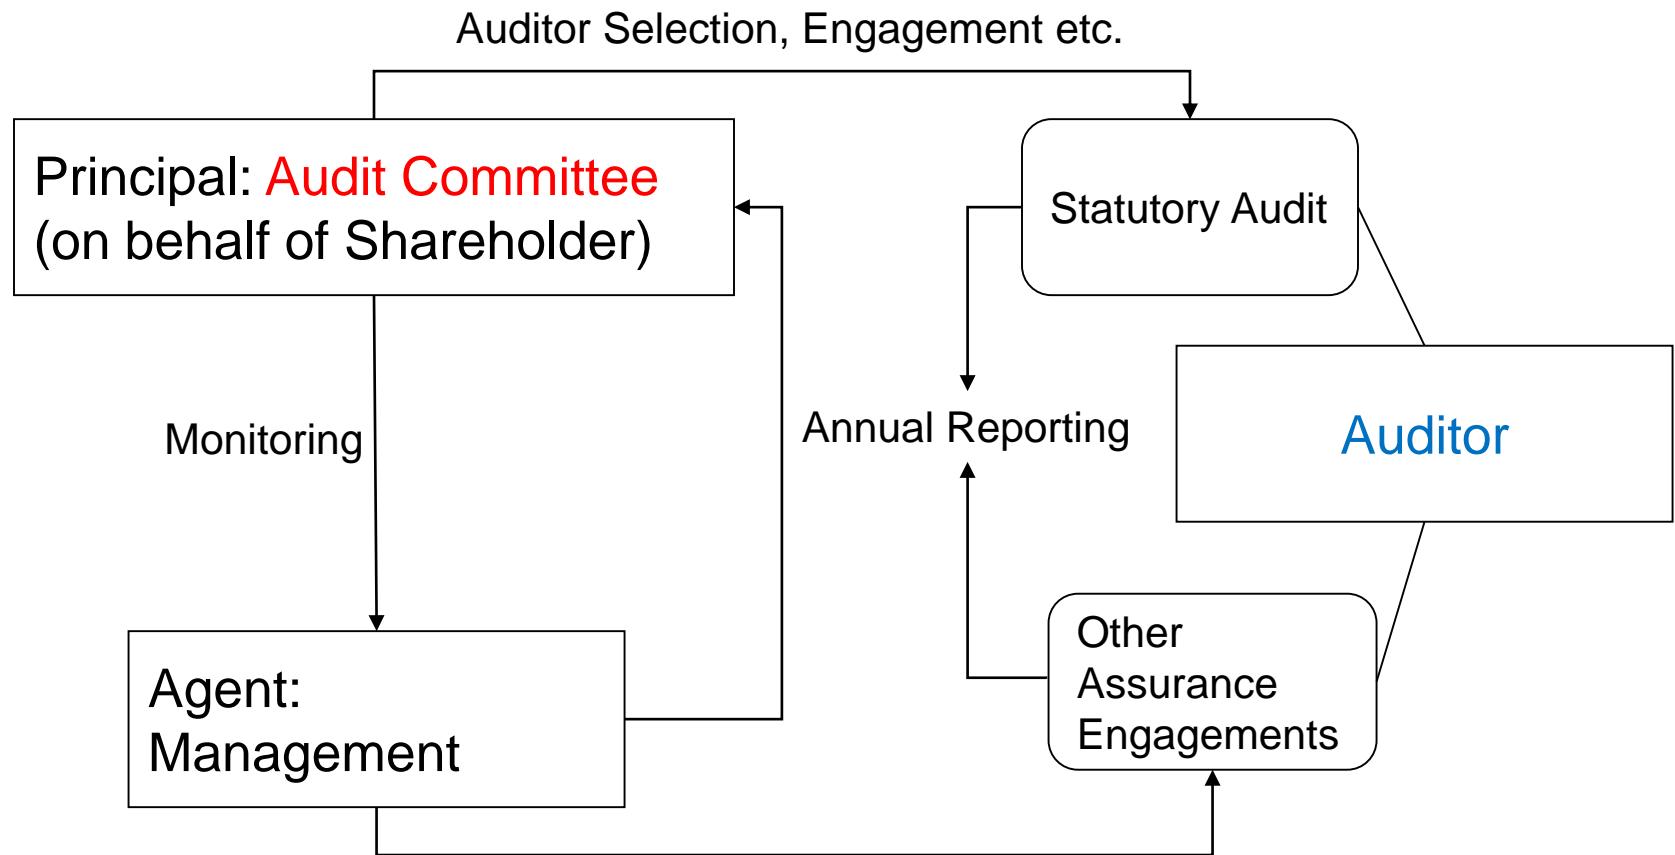 Auditor Selection, Engagement etc.
Principal: Audit Committee
(on behalf of Shareholder)
Statutory Audit
Monitoring
Annual Reporting
Auditor
Agent:
Management
Other
Assurance
Engagements